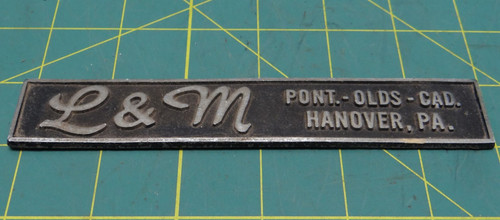 L & M
PONT.-OLDS-CAD.
HANOVER, PA.